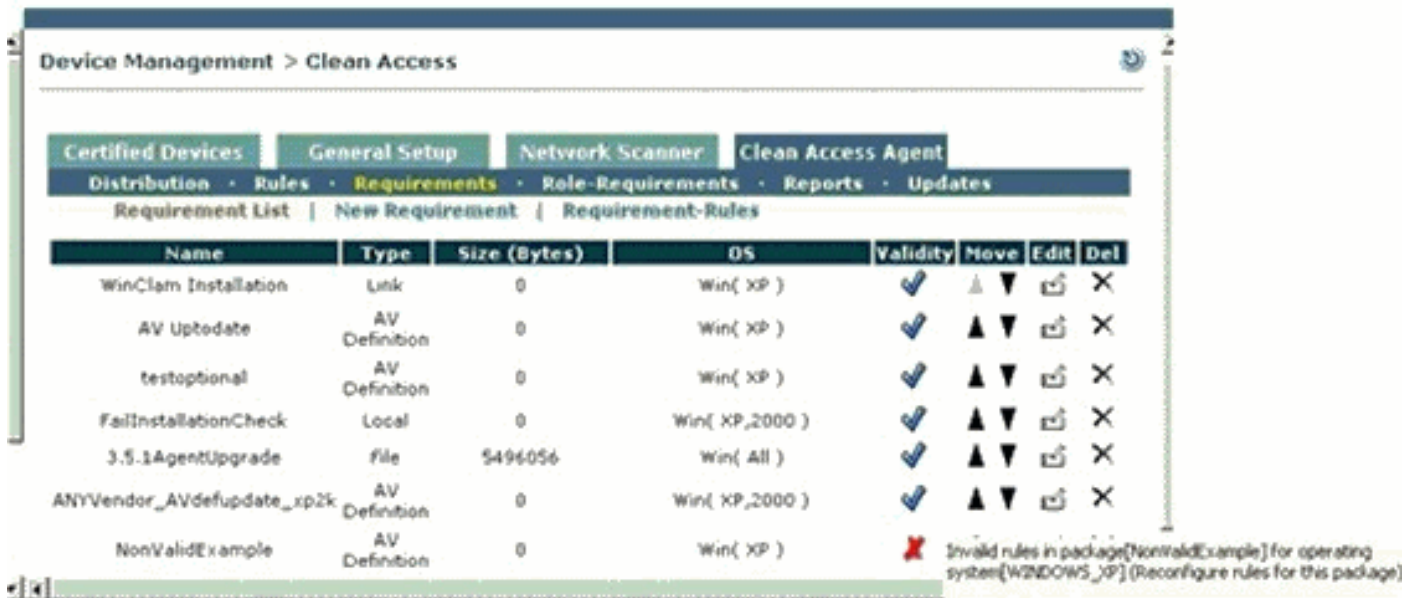 Device Management > Clean Access
Certified Devices General Setup Network Scanner Clean Access Agent
Distribution · Rules · Requirements · Role-Requirements · Reports · Updates
Requirement List | New Requirement | Requirement-Rules
Name Type Size (Bytes) OS Validity Move Edit Del
WinClam Installation Link 0 Win( XP )
AV Uptodate AV Definition 0 Win( XP )
testoptional AV Definition 0 Win( XP )
FailInstallationCheck Local 0 Win( XP,2000 )
3.5.1AgentUpgrade File 5496056 Win( All )
ANYVendor_AVdefupdate_xp2k AV Definition 0 Win( XP,2000 )
NonValidExample AV Definition 0 Win( XP )
Invalid rules in package[NonValidExample] for operating
system[WINDOWS_XP] (Reconfigure rules for this package)